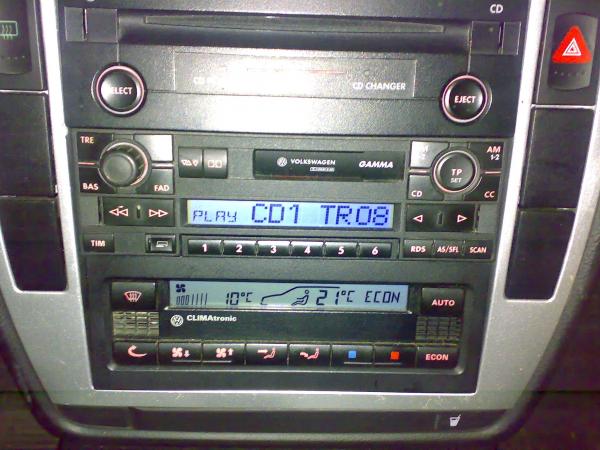 CD
SELECT
CD CHANGER
EJECT
TRE
AM
1-2
VOLKSWAGEN
GAMMA
TP
SET
BAS
FAD
CD
CC
PLAY CD1 TR08
TIM
1 2 3 4 5 6
RDS AS/SFL SCAN
10°C 21°C ECON
AUTO
CLIMAtronic
ECON